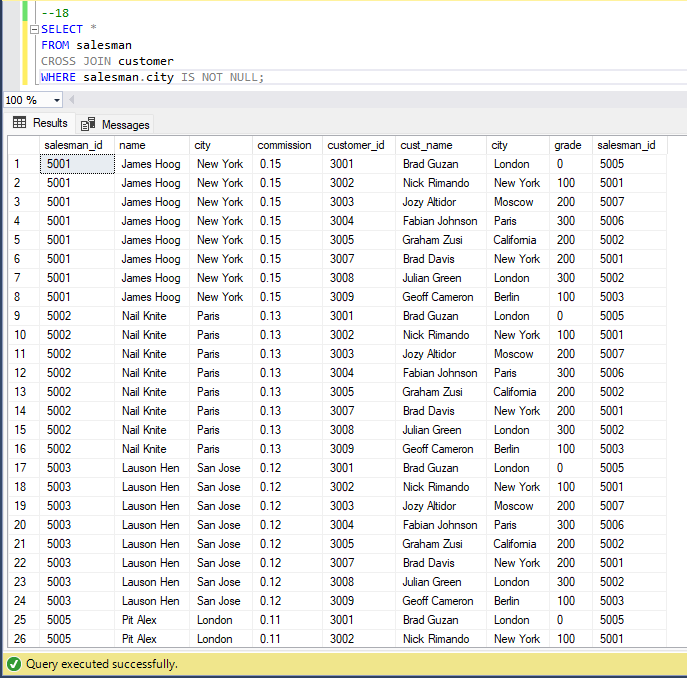 --18
SELECT *
FROM salesman
CROSS JOIN customer
WHERE salesman.city IS NOT NULL;
100 %
Results Messages
salesman_id name city commission customer_id cust_name city grade salesman_id
1 5001 James Hoog New York 0.15 3001 Brad Guzan London 0 5005
2 5001 James Hoog New York 0.15 3002 Nick Rimando New York 100 5001
3 5001 James Hoog New York 0.15 3003 Jozy Altidor Moscow 200 5007
4 5001 James Hoog New York 0.15 3004 Fabian Johnson Paris 300 5006
5 5001 James Hoog New York 0.15 3005 Graham Zusi California 200 5002
6 5001 James Hoog New York 0.15 3007 Brad Davis New York 200 5001
7 5001 James Hoog New York 0.15 3008 Julian Green London 300 5002
8 5001 James Hoog New York 0.15 3009 Geoff Cameron Berlin 100 5003
9 5002 Nail Knite Paris 0.13 3001 Brad Guzan London 0 5005
10 5002 Nail Knite Paris 0.13 3002 Nick Rimando New York 100 5001
11 5002 Nail Knite Paris 0.13 3003 Jozy Altidor Moscow 200 5007
12 5002 Nail Knite Paris 0.13 3004 Fabian Johnson Paris 300 5006
13 5002 Nail Knite Paris 0.13 3005 Graham Zusi California 200 5002
14 5002 Nail Knite Paris 0.13 3007 Brad Davis New York 200 5001
15 5002 Nail Knite Paris 0.13 3008 Julian Green London 300 5002
16 5002 Nail Knite Paris 0.13 3009 Geoff Cameron Berlin 100 5003
17 5003 Lauson Hen San Jose 0.12 3001 Brad Guzan London 0 5005
18 5003 Lauson Hen San Jose 0.12 3002 Nick Rimando New York 100 5001
19 5003 Lauson Hen San Jose 0.12 3003 Jozy Altidor Moscow 200 5007
20 5003 Lauson Hen San Jose 0.12 3004 Fabian Johnson Paris 300 5006
21 5003 Lauson Hen San Jose 0.12 3005 Graham Zusi California 200 5002
22 5003 Lauson Hen San Jose 0.12 3007 Brad Davis New York 200 5001
23 5003 Lauson Hen San Jose 0.12 3008 Julian Green London 300 5002
24 5003 Lauson Hen San Jose 0.12 3009 Geoff Cameron Berlin 100 5003
25 5005 Pit Alex London 0.11 3001 Brad Guzan London 0 5005
26 5005 Pit Alex London 0.11 3002 Nick Rimando New York 100 5001
Query executed successfully.